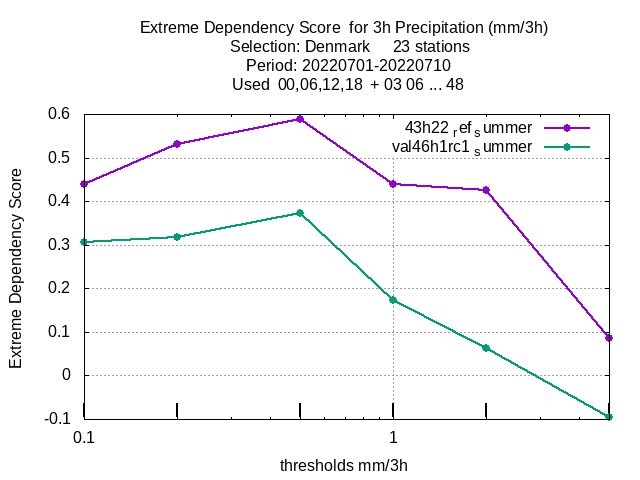 Extreme Dependency Score for 3h Precipitation (mm/3h)
Selection: Denmark 23 stations
Period: 20220701-20220710
Used 00,06,12,18 + 03 06 ... 48
43h22 ref summer
val46h1rc1 summer
Extreme Dependency Score
0.6
0.5
0.4
0.3
0.2
0.1
0
-0.1
0.1 1
thresholds mm/3h